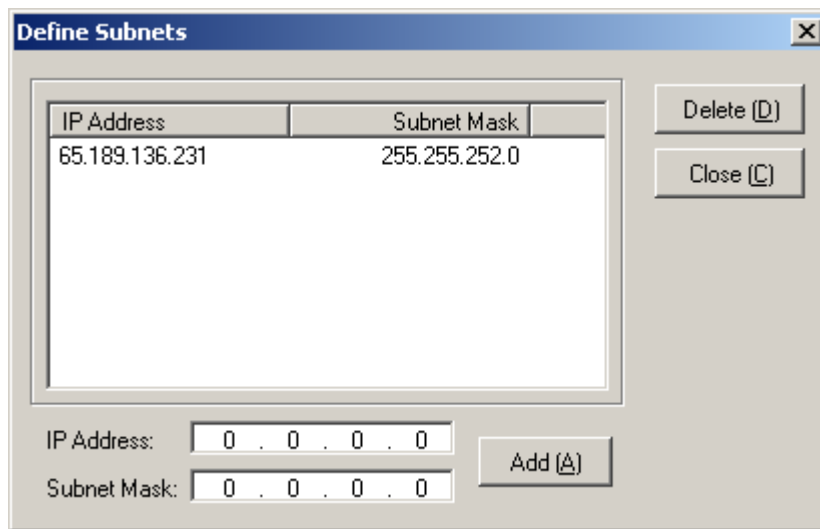 Define Subnets
IP Address Subnet Mask
65.189.136.231 255.255.252.0
Delete (D)
Close (C)
IP Address: 0 . 0 . 0 . 0
Subnet Mask: 0 . 0 . 0 . 0
Add (A)